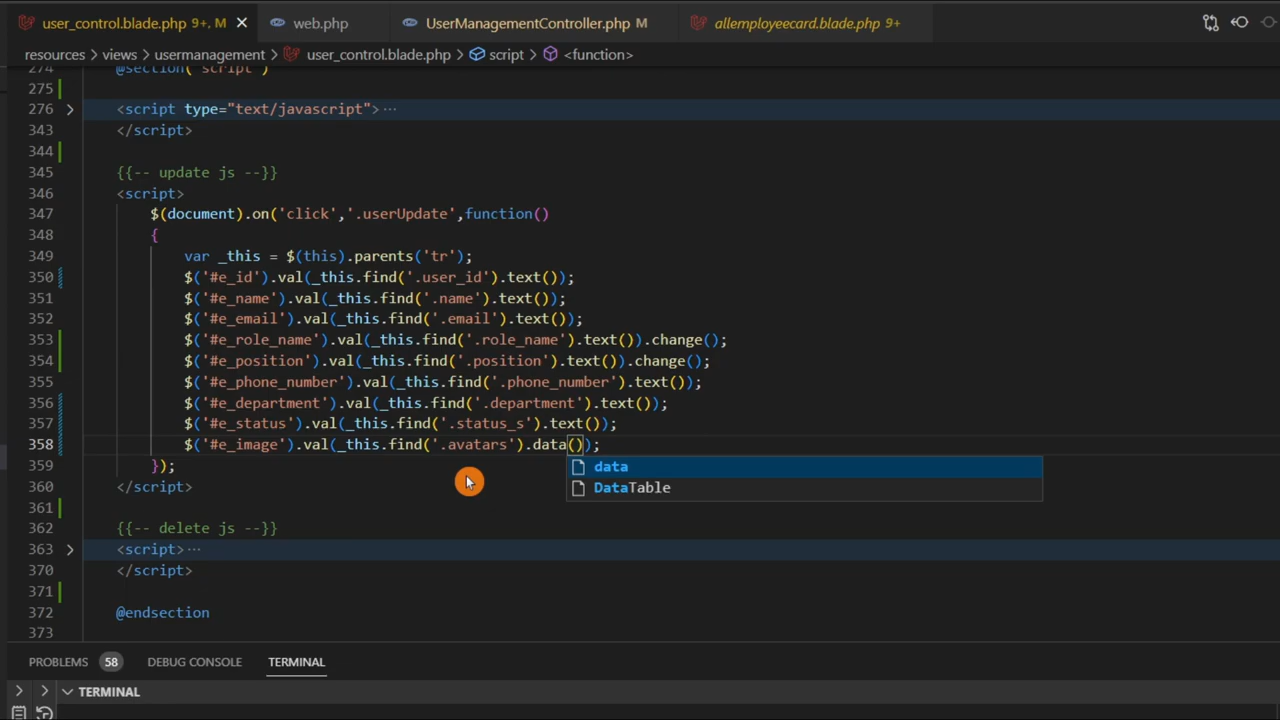 user_control.blade.php 9+, M
web.php
UserManagementController.php M
allemployeecard.blade.php 9+
resources > views > usermanagement > user_control.blade.php > script > <function>
274 @section('script')
275
276 <script type="text/javascript">…
343 </script>
344
345 {{-- update js --}}
346 <script>
347 $(document).on('click','.userUpdate',function()
348 {
349 var _this = $(this).parents('tr');
350 $('#e_id').val(_this.find('.user_id').text());
351 $('#e_name').val(_this.find('.name').text());
352 $('#e_email').val(_this.find('.email').text());
353 $('#e_role_name').val(_this.find('.role_name').text()).change();
354 $('#e_position').val(_this.find('.position').text()).change();
355 $('#e_phone_number').val(_this.find('.phone_number').text());
356 $('#e_department').val(_this.find('.department').text());
357 $('#e_status').val(_this.find('.status_s').text());
358 $('#e_image').val(_this.find('.avatars').data());
data
DataTable
359 });
360 </script>
361
362 {{-- delete js --}}
363 <script>…
370 </script>
371
372 @endsection
373
PROBLEMS 58 DEBUG CONSOLE TERMINAL
TERMINAL